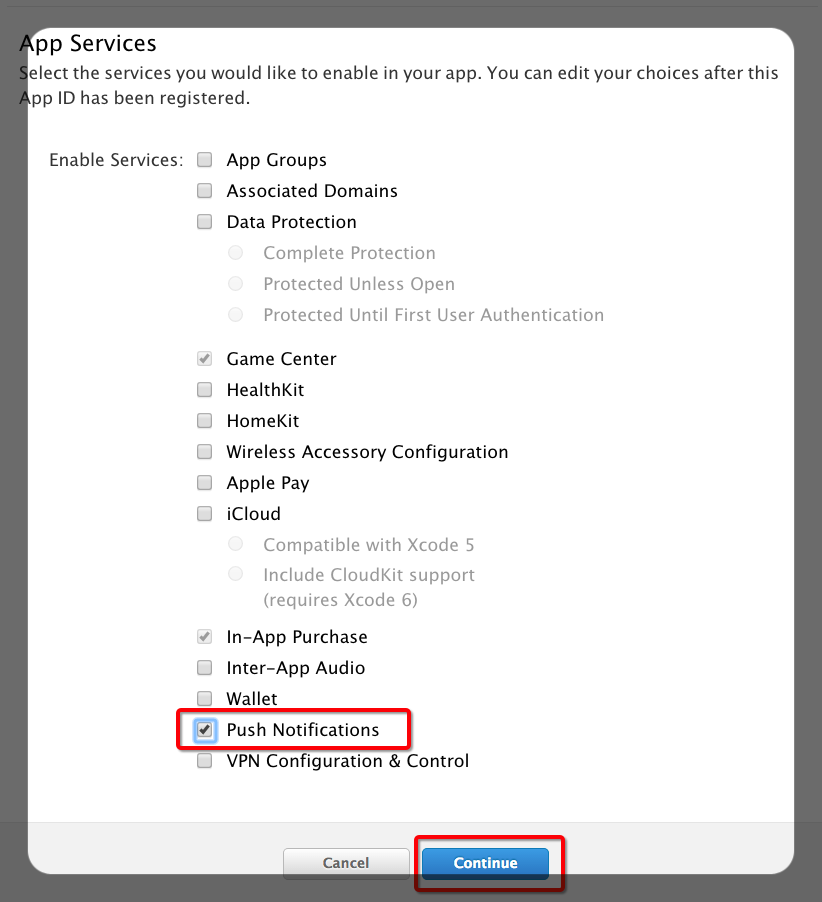 App Services
Select the services you would like to enable in your app. You can edit your choices after this
App ID has been registered.
Enable Services:
App Groups
Associated Domains
Data Protection
Complete Protection
Protected Unless Open
Protected Until First User Authentication
Game Center
HealthKit
HomeKit
Wireless Accessory Configuration
Apple Pay
iCloud
Compatible with Xcode 5
Include CloudKit support
(requires Xcode 6)
In-App Purchase
Inter-App Audio
Wallet
Push Notifications
VPN Configuration & Control
Cancel
Continue